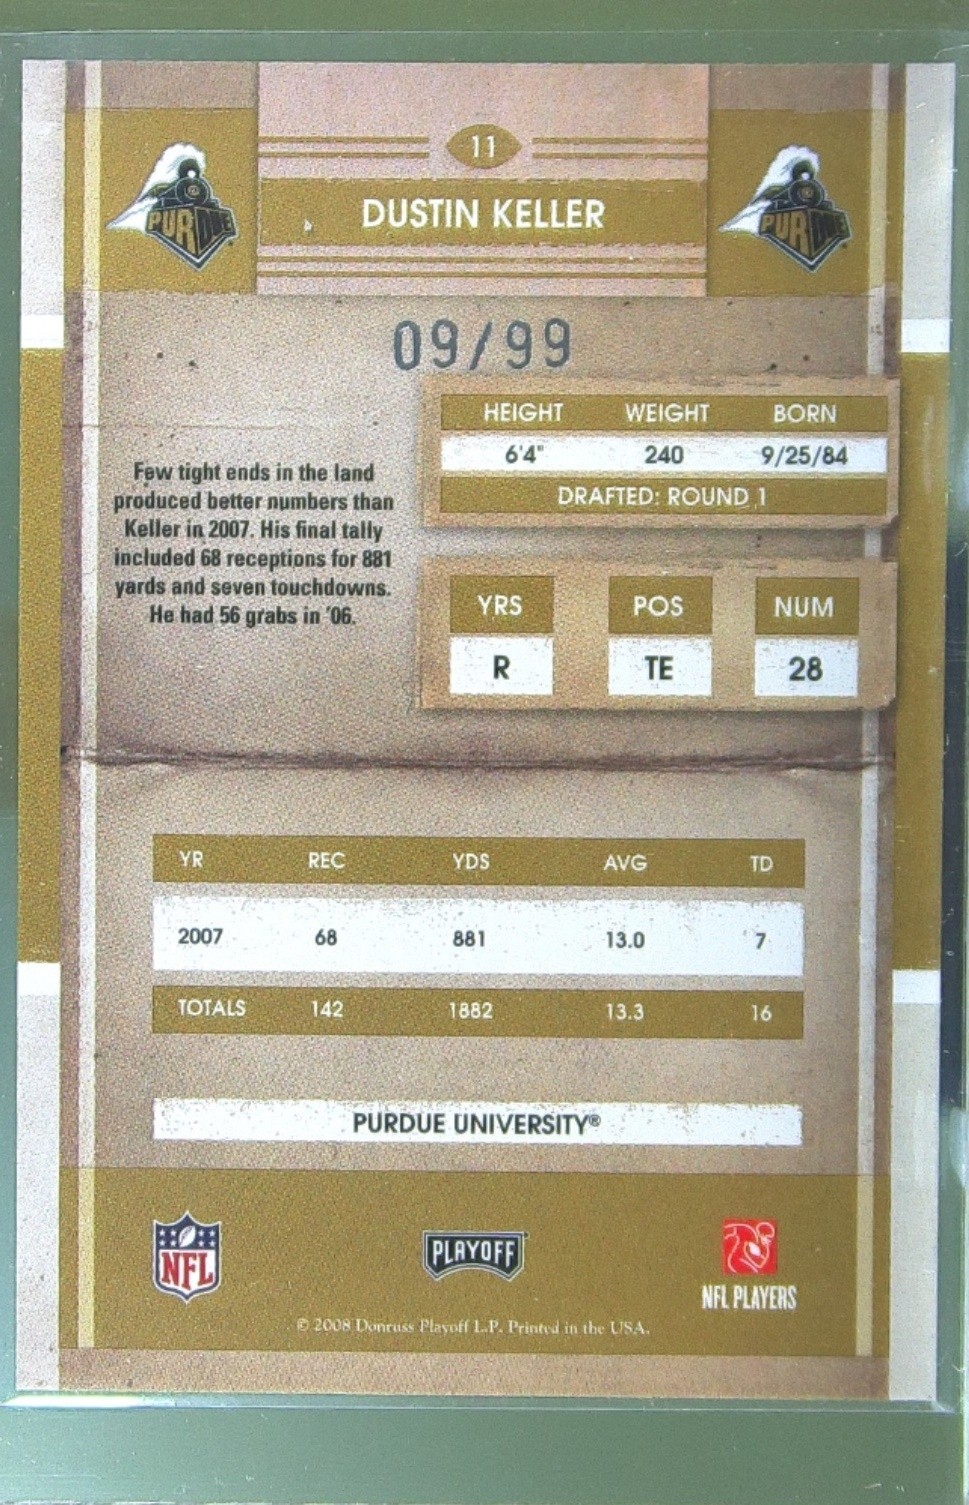 11
PURDUE
DUSTIN KELLER
PURDUE
09/99
HEIGHT WEIGHT BORN
6'4" 240 9/25/84
DRAFTED: ROUND 1
Few tight ends in the land
produced better numbers than
Keller in 2007. His final tally
included 68 receptions for 881
yards and seven touchdowns.
He had 56 grabs in '06.
YRS POS NUM
R TE 28
YR REC YDS AVG TD
2007 68 881 13.0 7
TOTALS 142 1882 13.3 16
PURDUE UNIVERSITY®
NFL
PLAYOFF
NFL PLAYERS
© 2008 Donruss Playoff L.P. Printed in the USA.